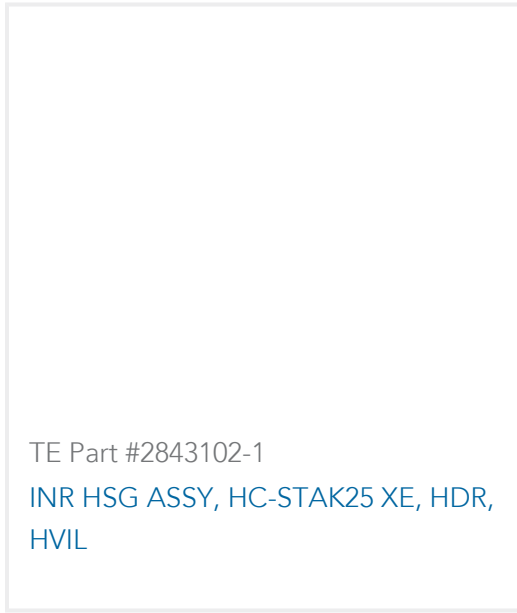 TE Part #2843102-1
INR HSG ASSY, HC-STAK25 XE, HDR,
HVIL